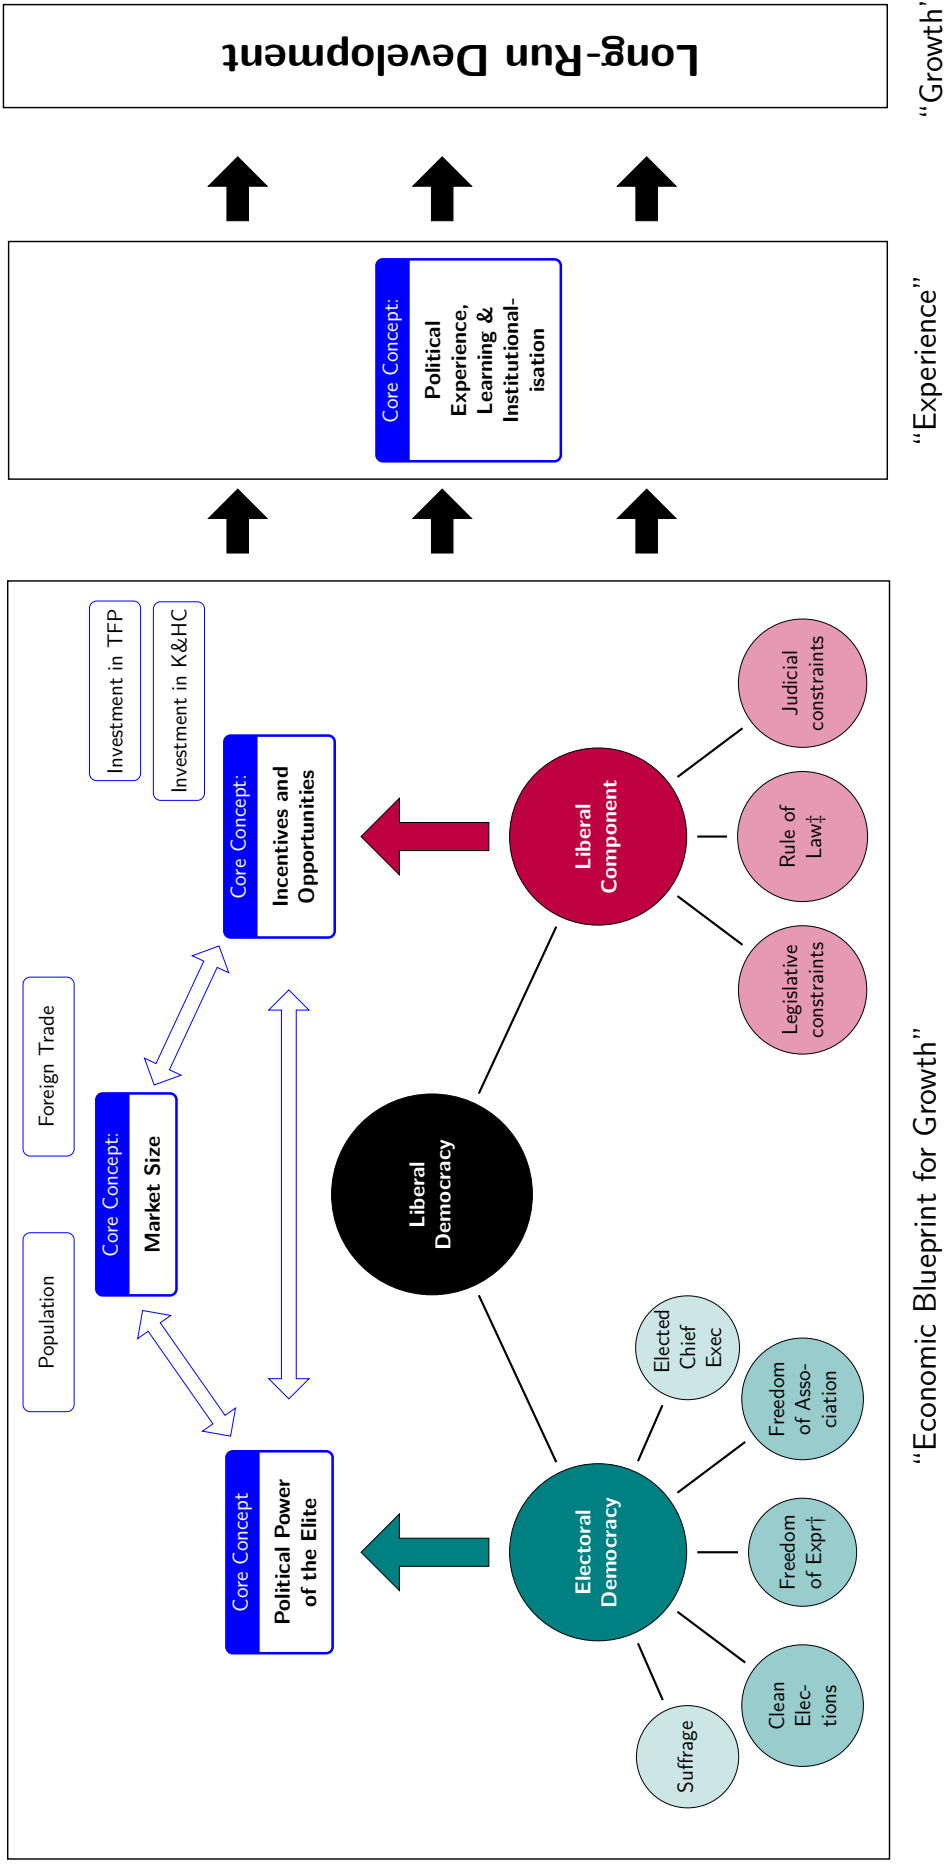 Population
Foreign Trade
Investment in TFP
Investment in K&HC
Core Concept:
Market Size
Core Concept
Political Power
of the Elite
Core Concept:
Incentives and
Opportunities
Liberal
Democracy
Electoral
Democracy
Liberal
Component
Suffrage
Clean
Elec-
tions
Freedom
of Expr†
Freedom
of Asso-
ciation
Elected
Chief
Exec
Legislative
constraints
Rule of
Law‡
Judicial
constraints
“Economic Blueprint for Growth”
Core Concept:
Political
Experience,
Learning &
Institutional-
isation
“Experience”
Long-Run Development
“Growth”